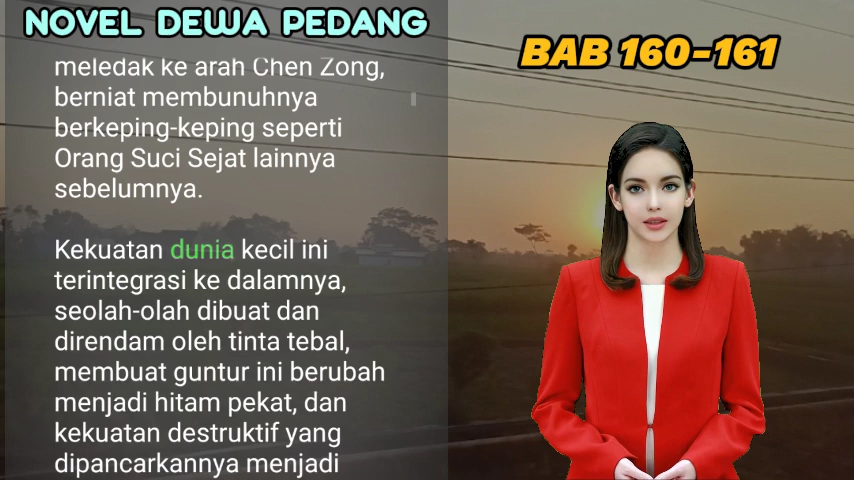 NOVEL DEWA PEDANG
BAB 160-161
meledak ke arah Chen Zong,
berniat membunuhnya
berkeping-keping seperti
Orang Suci Sejat lainnya
sebelumnya.
Kekuatan dunia kecil ini
terintegrasi ke dalamnya,
seolah-olah dibuat dan
direndam oleh tinta tebal,
membuat guntur ini berubah
menjadi hitam pekat, dan
kekuatan destruktif yang
dipancarkannya menjadi